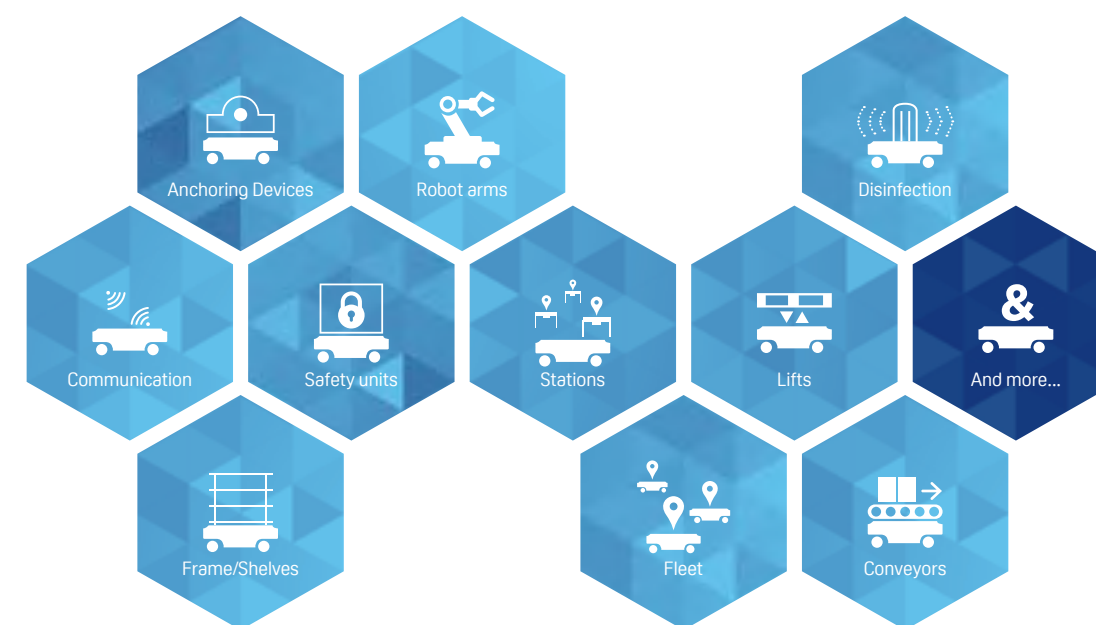 Anchoring Devices
Robot arms
Disinfection
Communication
Safety units
Stations
Lifts
&
And more...
Frame/Shelves
Fleet
Conveyors